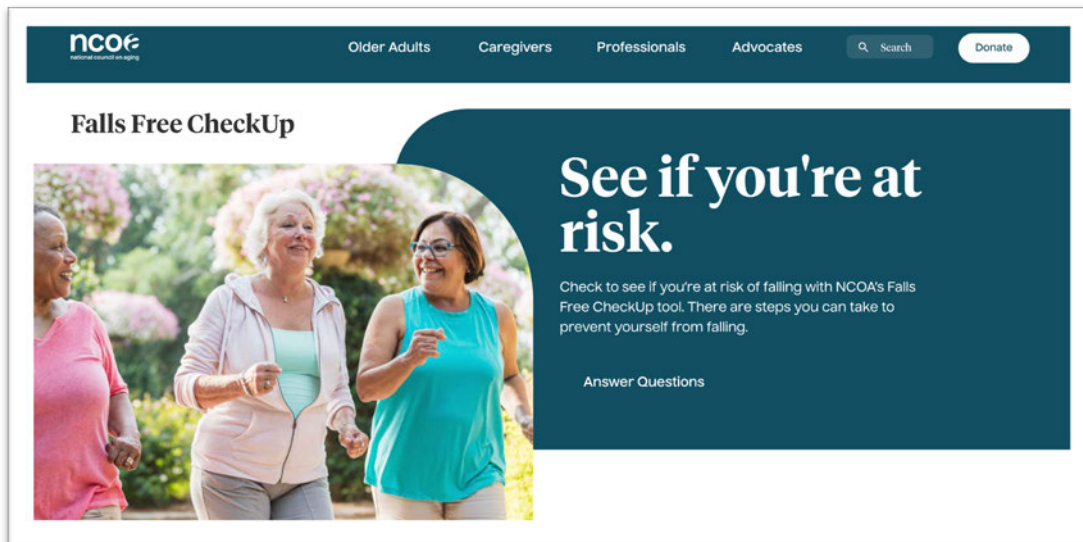 ncoa
national council on aging
Older Adults
Caregivers
Professionals
Advocates
Search
Donate
Falls Free CheckUp
See if you're at
risk.
Check to see if you're at risk of falling with NCOA's Falls
Free CheckUp tool. There are steps you can take to
prevent yourself from falling.
Answer Questions